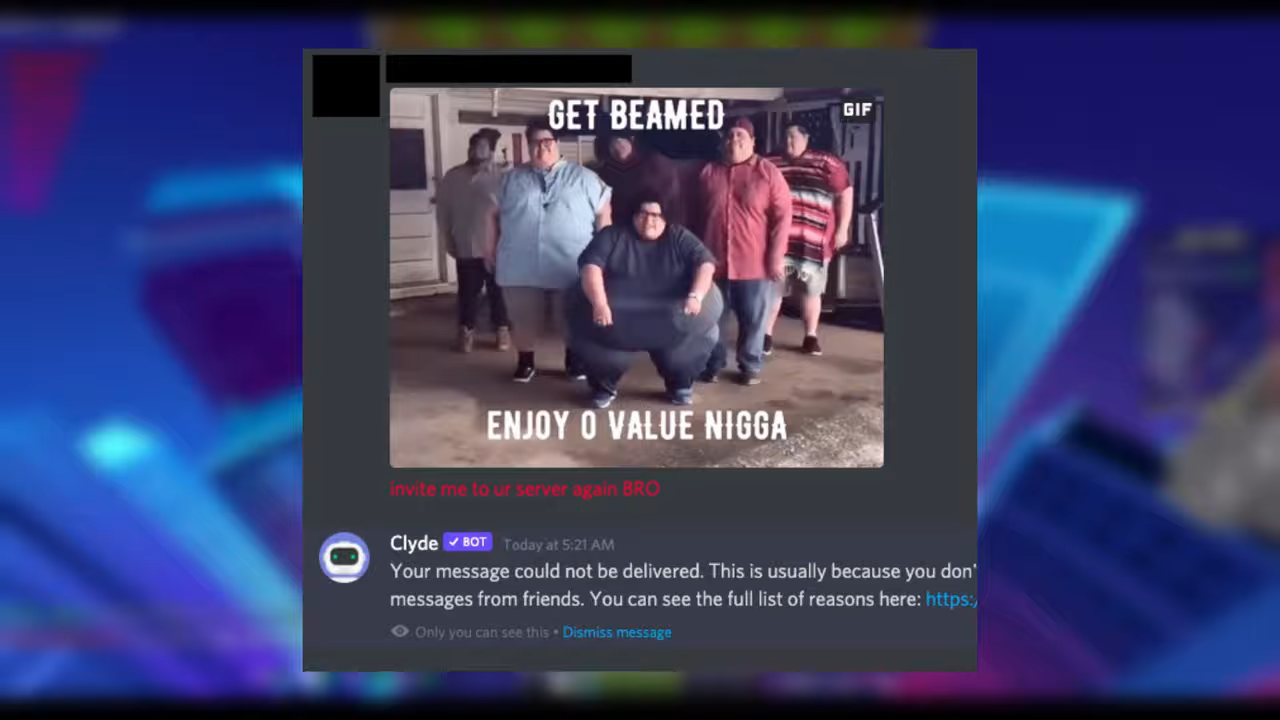 GET BEAMED
GIF
ENJOY 0 VALUE NIGGA
invite me to ur server again BRO
Clyde ✓ BOT Today at 5:21 AM
Your message could not be delivered. This is usually because you don'
messages from friends. You can see the full list of reasons here: https:/
Only you can see this • Dismiss message